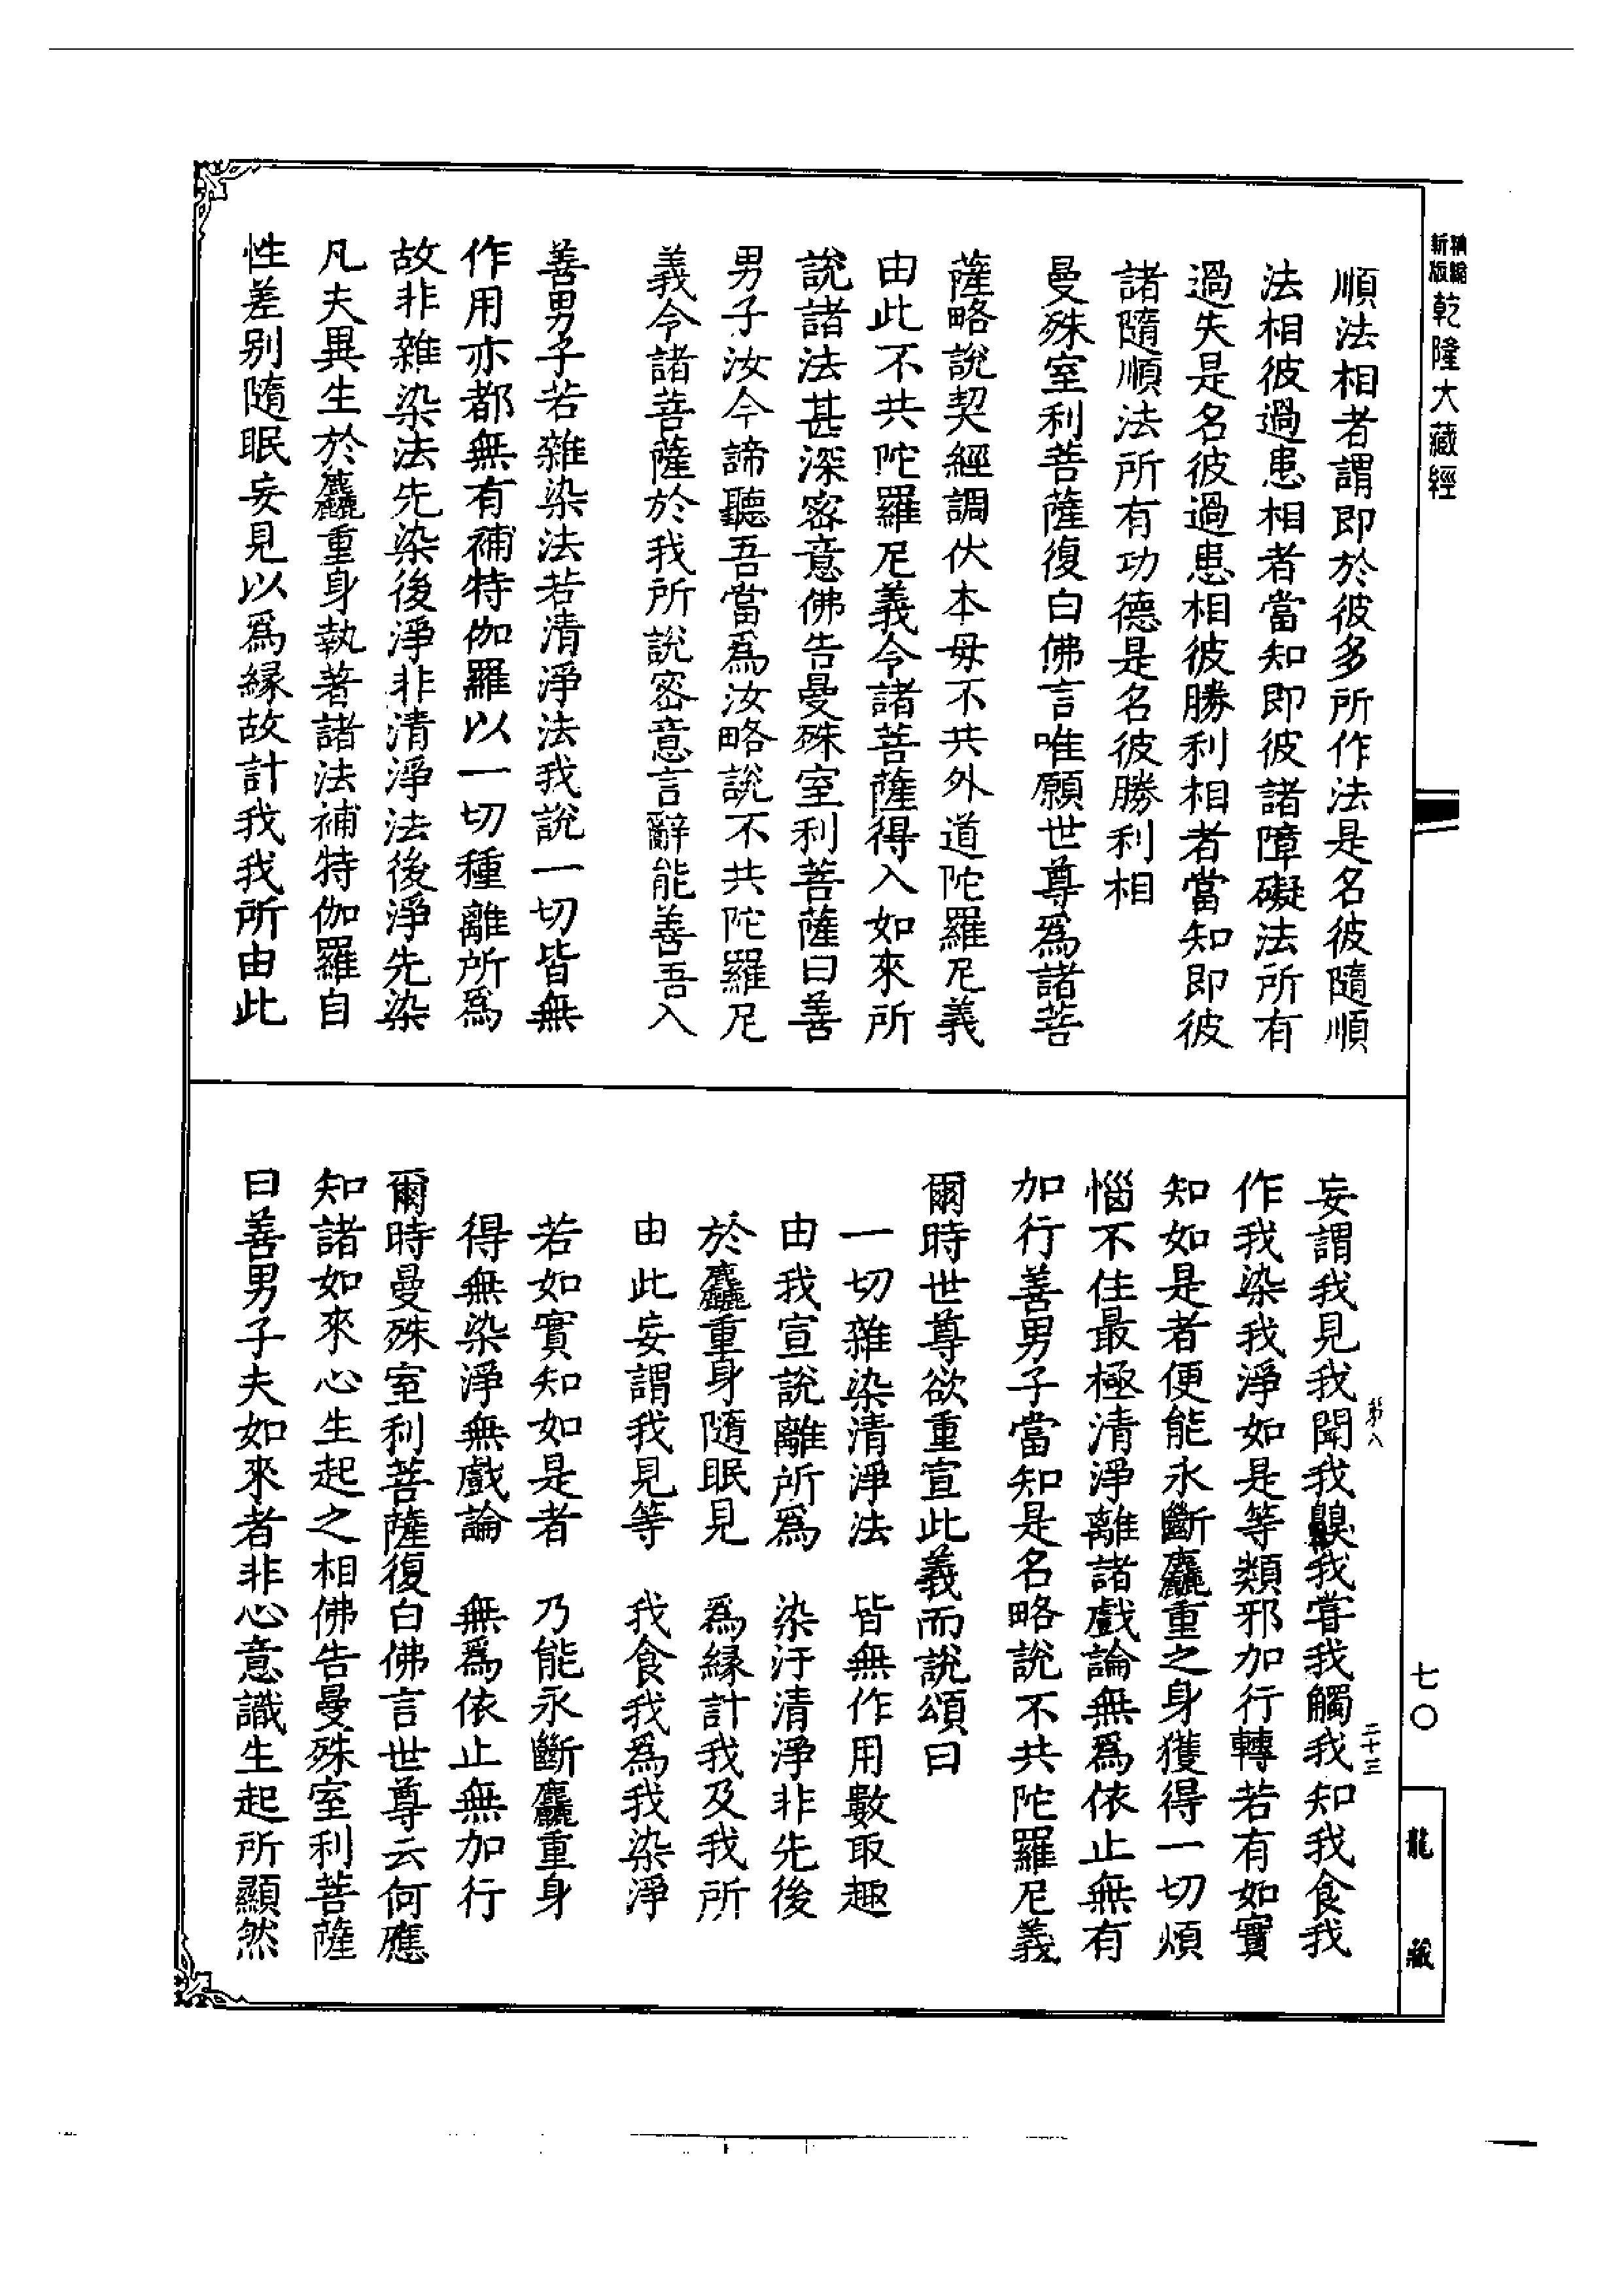 精縮新版乾隆大藏經
順法相者謂即於彼多所作法是名彼隨順
法相彼過患相者當知即彼諸障礙法所有
過失是名彼過患相彼勝利相者當知即彼
諸隨順法所有功德是名彼勝利相
曼殊室利菩薩復白佛言唯願世尊爲諸菩
薩略說契經調伏本母不共外道陀羅尼義
由此不共陀羅尼義令諸菩薩得入如來所
說諸法甚深密意佛告曼殊室利菩薩曰善
男子汝今諦聽吾當爲汝略說不共陀羅尼
義令諸菩薩於我所說密意言辭能善吾入
善男子若雜染法若清淨法我說一切皆無
作用亦都無有補特伽羅以一切種離所爲
故非雜染法先染後淨非清淨法後淨先染
凡夫異生於麤重身執著諸法補特伽羅自
性差别隨眠妄見以爲緣故計我我所由此
妄謂我見我聞我齅我嘗我觸我知我食我
作我染我淨如是等類邪加行轉若有如實
知如是者便能永斷麤重之身獲得一切煩
惱不住最極清淨離諸戲論無爲依止無有
加行善男子當知是名略說不共陀羅尼義
爾時世尊欲重宣此義而說頌曰
一切雜染清淨法　皆無作用數取趣
由我宣說離所爲　染汙清淨非先後
於麤重身隨眠見　爲緣計我及我所
由此妄謂我見等　我食我爲我染淨
若如實知如是者　乃能永斷麤重身
得無染淨無戲論　無爲依止無加行
爾時曼殊室利菩薩復白佛言世尊云何應
知諸如來心生起之相佛告曼殊室利菩薩
曰善男子夫如來者非心意識生起所顯然
第八
二十三
七〇
龍藏